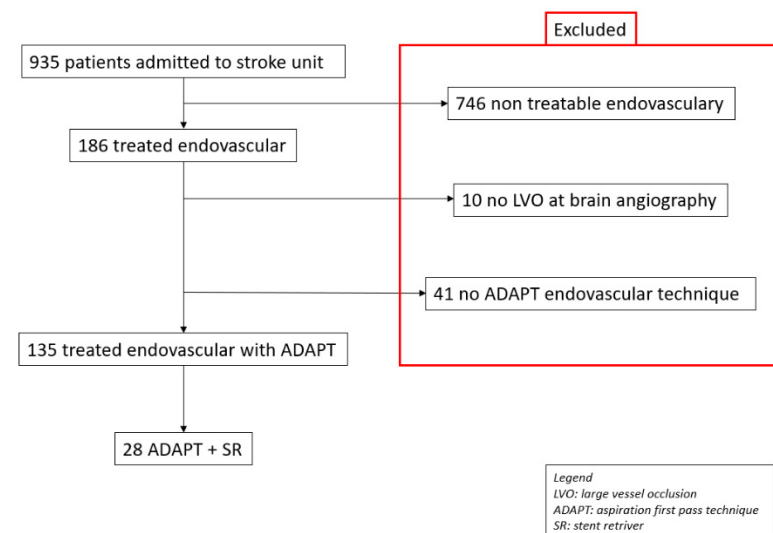 Excluded
935 patients admitted to stroke unit
746 non treatable endovasculary
186 treated endovascular
10 no LVO at brain angiography
41 no ADAPT endovascular technique
135 treated endovascular with ADAPT
28 ADAPT + SR
Legend
LVO: large vessel occlusion
ADAPT: aspiration first pass technique
SR: stent retriver